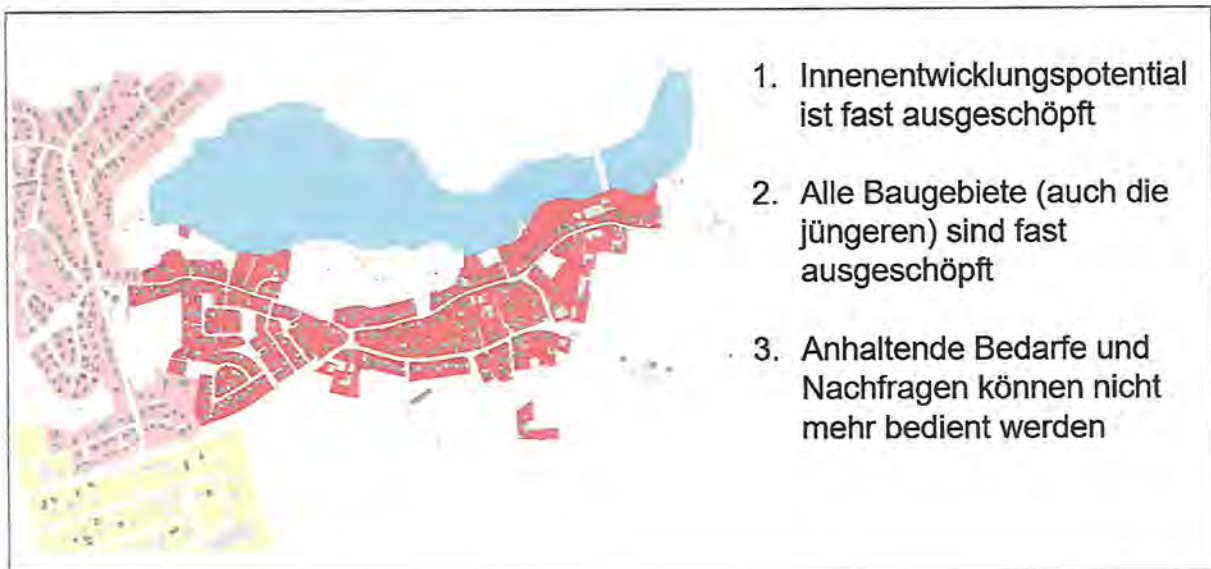 1. Innenentwicklungspotential
ist fast ausgeschöpft
2. Alle Baugebiete (auch die
jüngeren) sind fast
ausgeschöpft
3. Anhaltende Bedarfe und
Nachfragen können nicht
mehr bedient werden